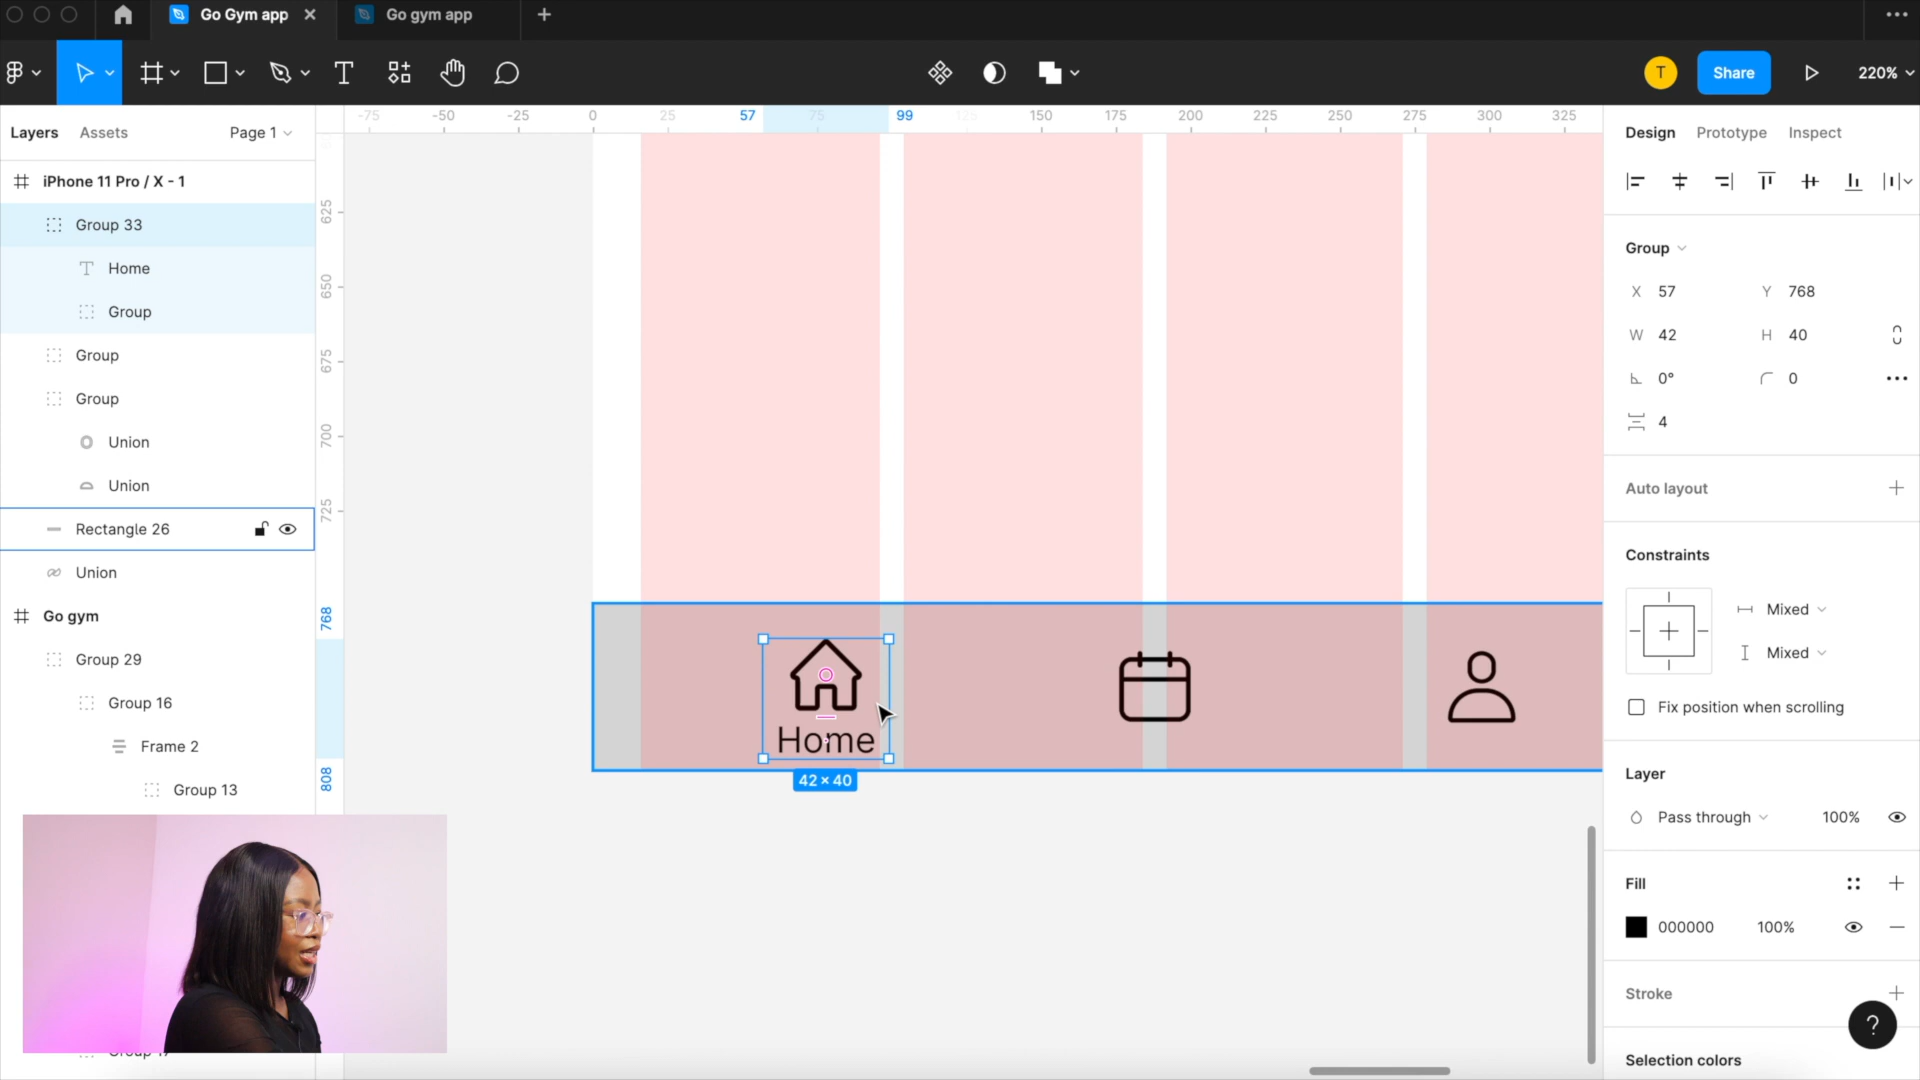 Go Gym app
Go gym app
T
Share
220%
Layers
Assets
Page 1
-75
-50
-25
0
25
57
75
99
150
175
200
225
250
275
300
325
Design
Prototype
Inspect
iPhone 11 Pro / X - 1
Group 33
Home
Group
Group
Group
Union
Union
Rectangle 26
Union
Go gym
Group 29
Group 16
Frame 2
Group 13
625
650
675
700
725
768
808
Home
42 × 40
Group
X 57
Y 768
W 42
H 40
0°
0
4
Auto layout
Constraints
Mixed
Mixed
Fix position when scrolling
Layer
Pass through
100%
Fill
000000
100%
Stroke
?
Selection colors